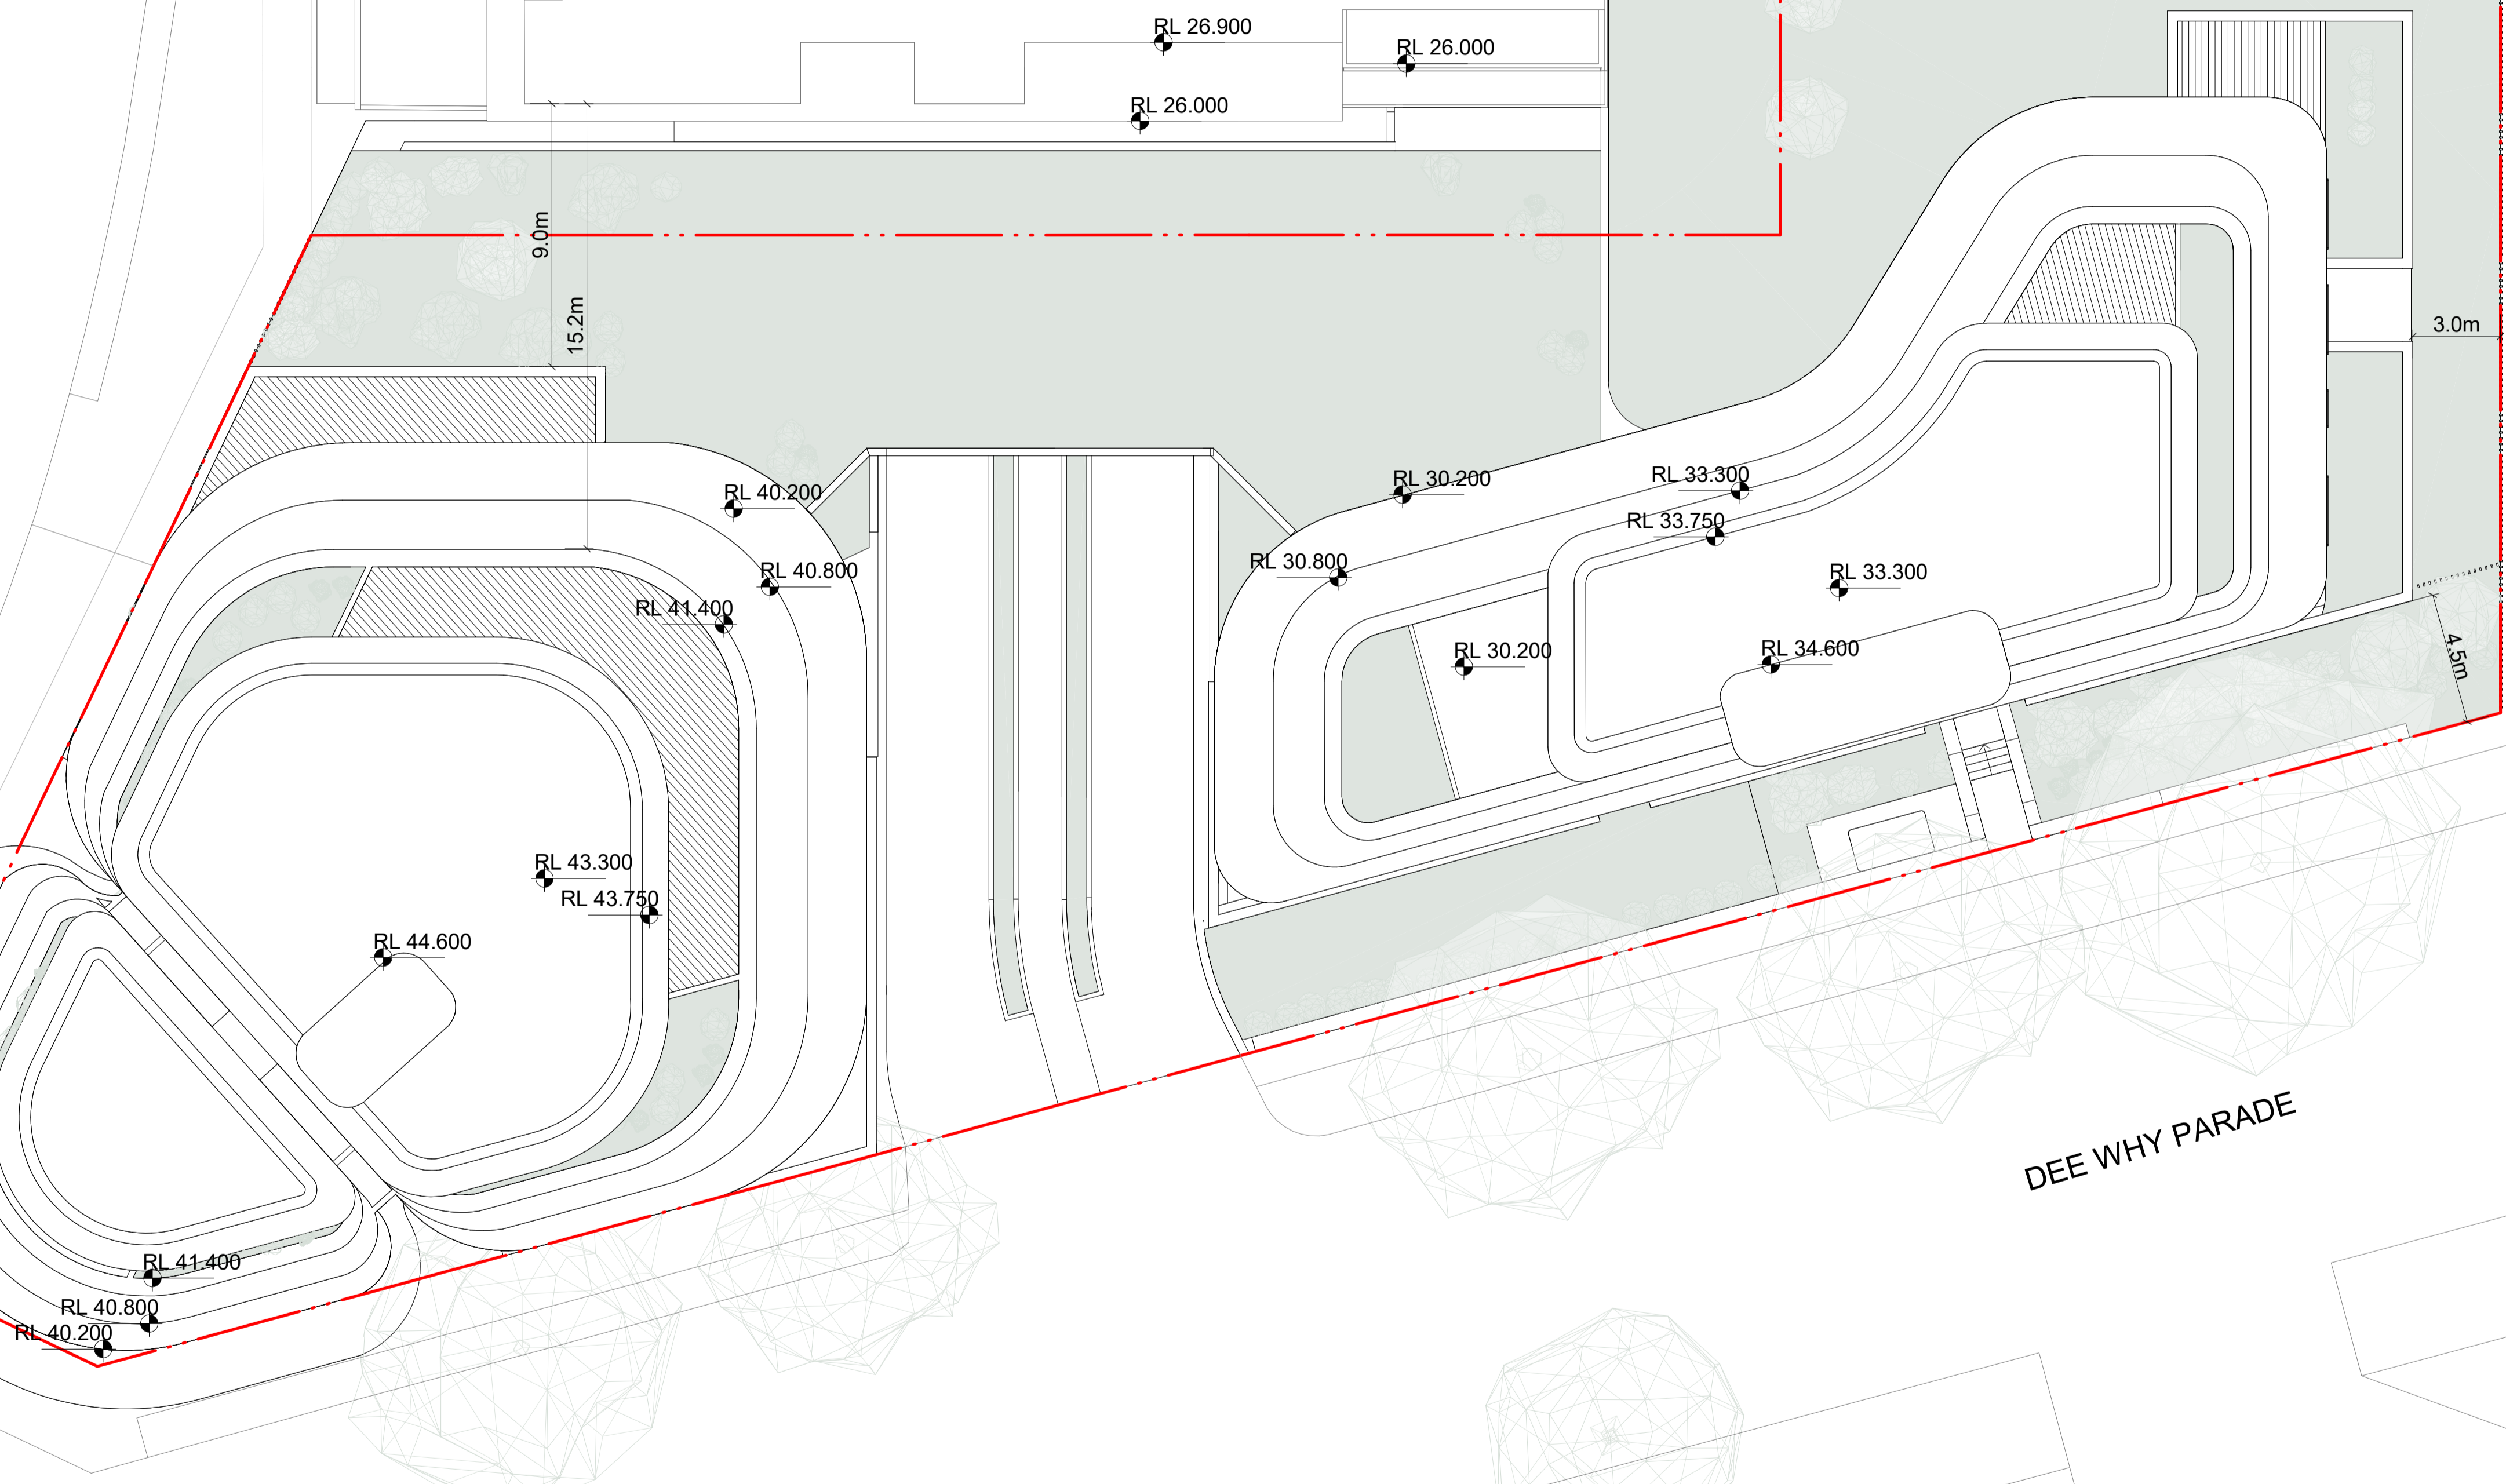 RL 26.900
RL 26.000
RL 26.000
9.0m
15.2m
3.0m
RL 40.200
RL 30.200
RL 33.300
RL 33.750
RL 40.800
RL 30.800
RL 33.300
RL 41.400
RL 30.200
RL 34.600
4.5m
RL 43.300
RL 43.750
RL 44.600
DEE WHY PARADE
RL 41.400
RL 40.800
RL 40.200